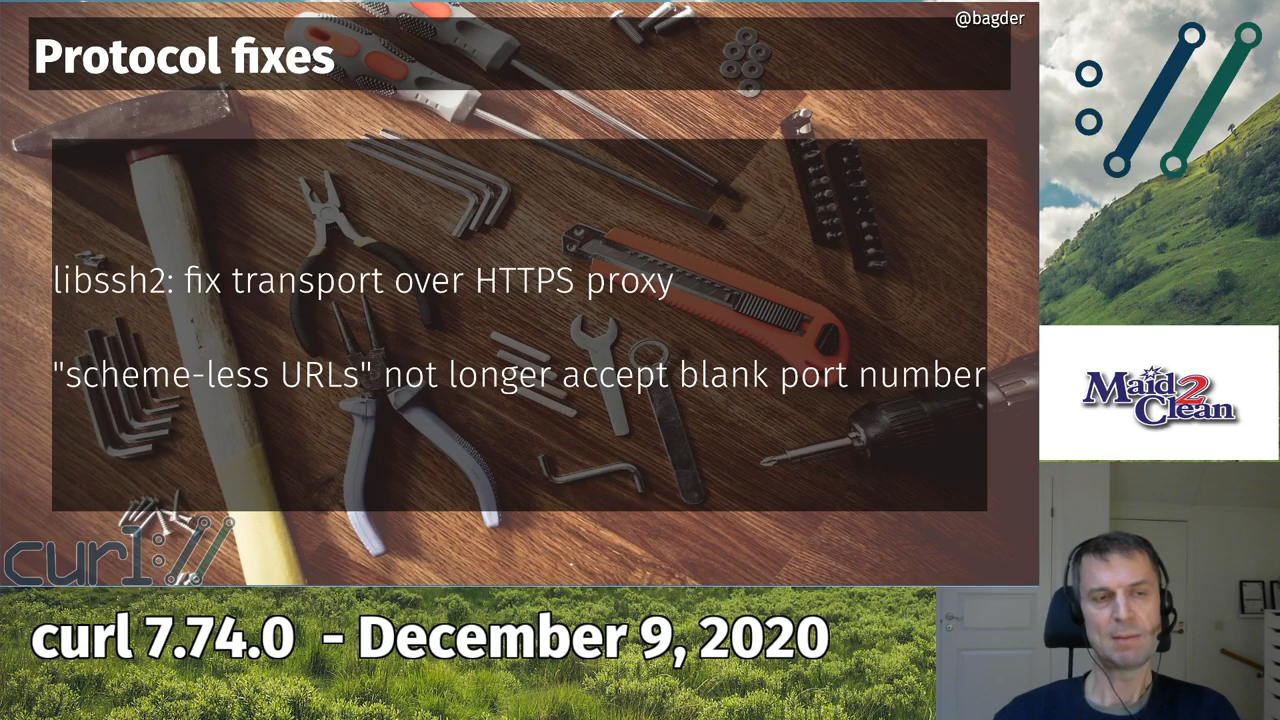 @bagder
Protocol fixes
libssh2: fix transport over HTTPS proxy
"scheme-less URLs" not longer accept blank port number
Maid2Clean
curl://
curl 7.74.0 - December 9, 2020